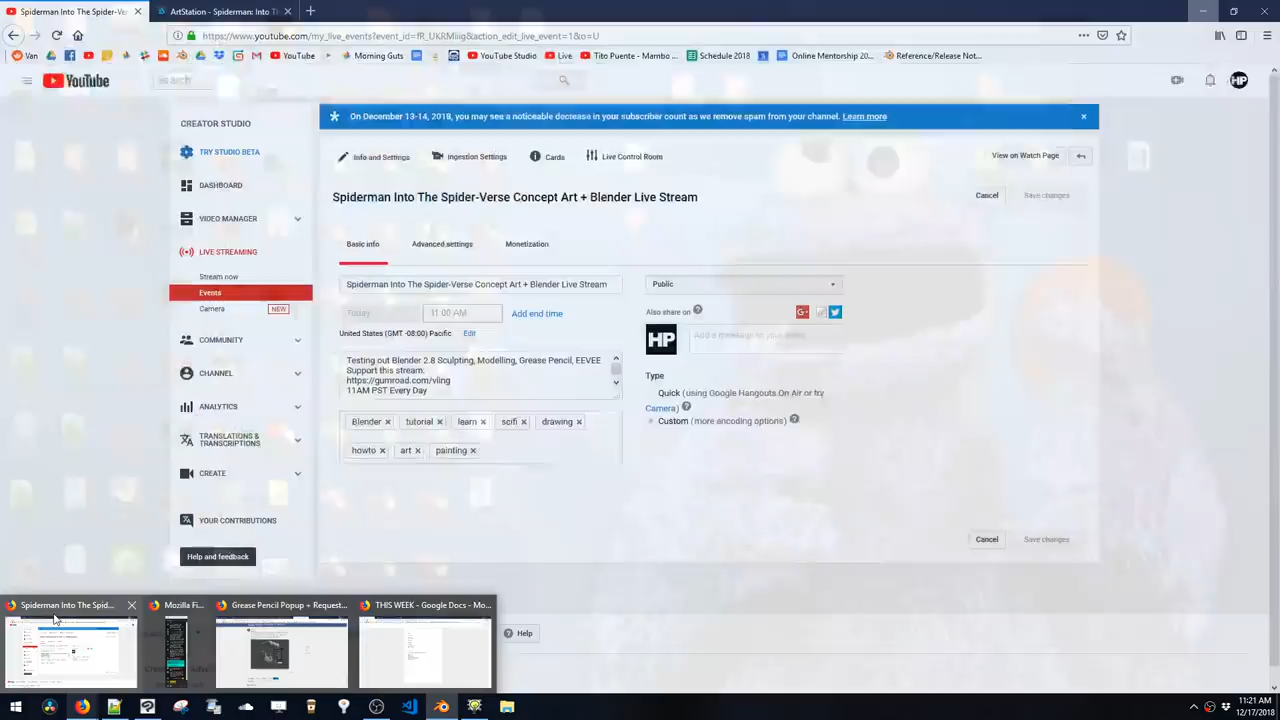 Spiderman Into The Spider-Ver
ArtStation - Spiderman: Into Th
https://www.youtube.com/my_live_events?event_id=fR_UKRMiiig&action_edit_live_event=1&o=U
Van
G
M
YouTube
Morning Guts
YouTube Studio
Live
Tito Puente - Mambo ...
Schedule 2018
Online Mentorship 20...
Reference/Release Not...
YouTube
Search
HP
CREATOR STUDIO
On December 13-14, 2018, you may see a noticeable decrease in your subscriber count as we remove spam from your channel. Learn more
TRY STUDIO BETA
Info and Settings
Ingestion Settings
Cards
Live Control Room
View on Watch Page
DASHBOARD
Spiderman Into The Spider-Verse Concept Art + Blender Live Stream
Cancel
Save changes
VIDEO MANAGER
LIVE STREAMING
Basic info
Advanced settings
Monetization
Stream now
Events
Spiderman Into The Spider-Verse Concept Art + Blender Live Stream
Public
Camera
NEW
Today
11:00 AM
Add end time
Also share on
United States (GMT -08:00) Pacific
Edit
HP
Add a message to your
COMMUNITY
Testing out Blender 2.8 Sculpting, Modelling, Grease Pencil, EEVEE
Support this stream:
https://gumroad.com/vling
11AM PST Every Day
CHANNEL
Type
Quick (using Google Hangouts On Air or try
Camera)
Custom (more encoding options)
ANALYTICS
Blender
tutorial
learn
scifi
drawing
TRANSLATIONS &
TRANSCRIPTIONS
howto
art
painting
CREATE
YOUR CONTRIBUTIONS
Cancel
Save changes
Help and feedback
Spiderman Into The Spid...
Mozilla Fi...
Grease Pencil Popup + Request...
THIS WEEK - Google Docs - Mo...
Help
11:21 AM
12/17/2018